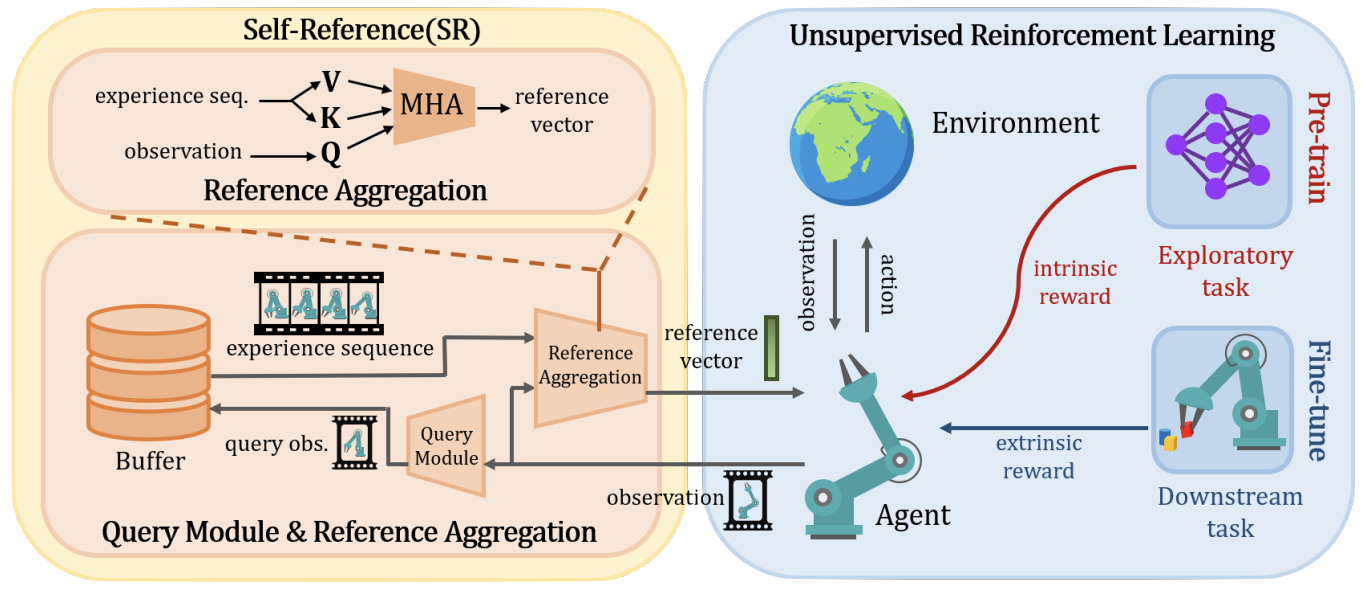 Self-Reference(SR)
experience seq.
observation
V
K
Q
MHA
reference
vector
Reference Aggregation
experience sequence
Buffer
query obs.
Query
Module
Reference
Aggregation
Query Module & Reference Aggregation
reference
vector
observation
Unsupervised Reinforcement Learning
Environment
observation
action
Agent
intrinsic
reward
extrinsic
reward
Pre-train
Exploratory
task
Fine-tune
Downstream
task